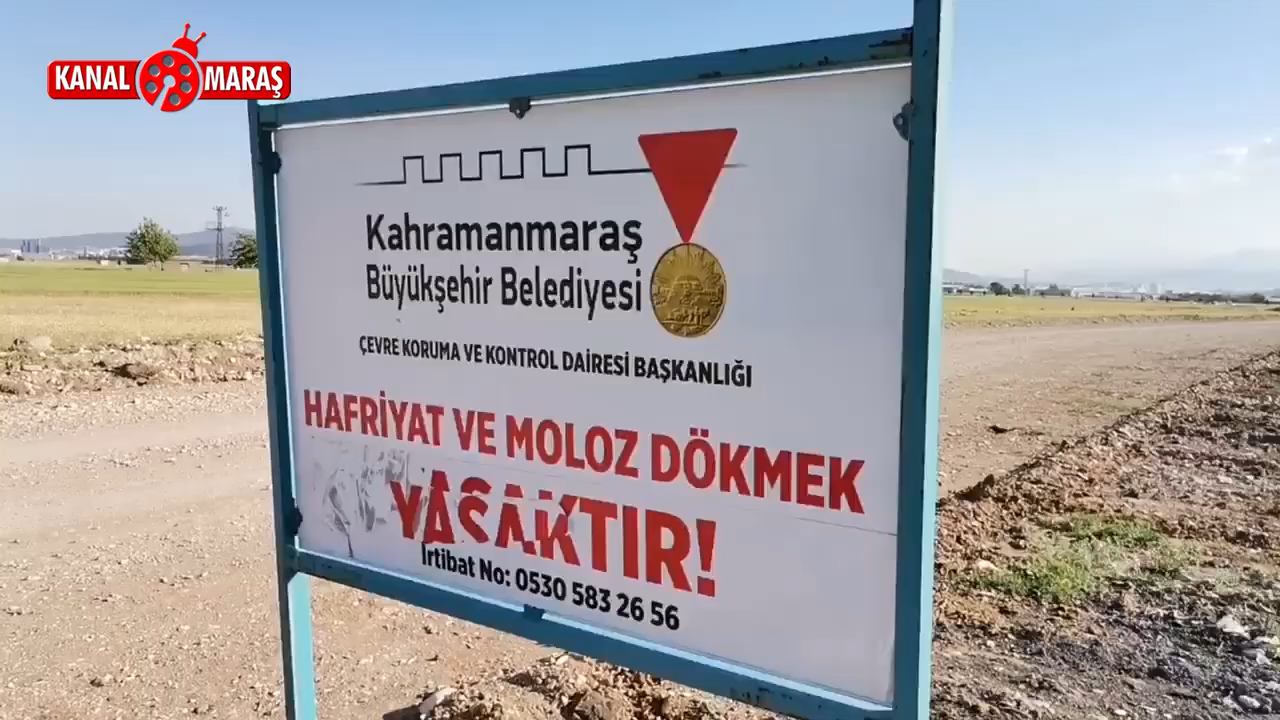 KANAL MARAŞ
Kahramanmaraş
Büyükşehir Belediyesi
ÇEVRE KORUMA VE KONTROL DAİRESİ BAŞKANLIĞI
HAFRİYAT VE MOLOZ DÖKMEK
YASAKTIR!
İrtibat No: 0530 583 26 56